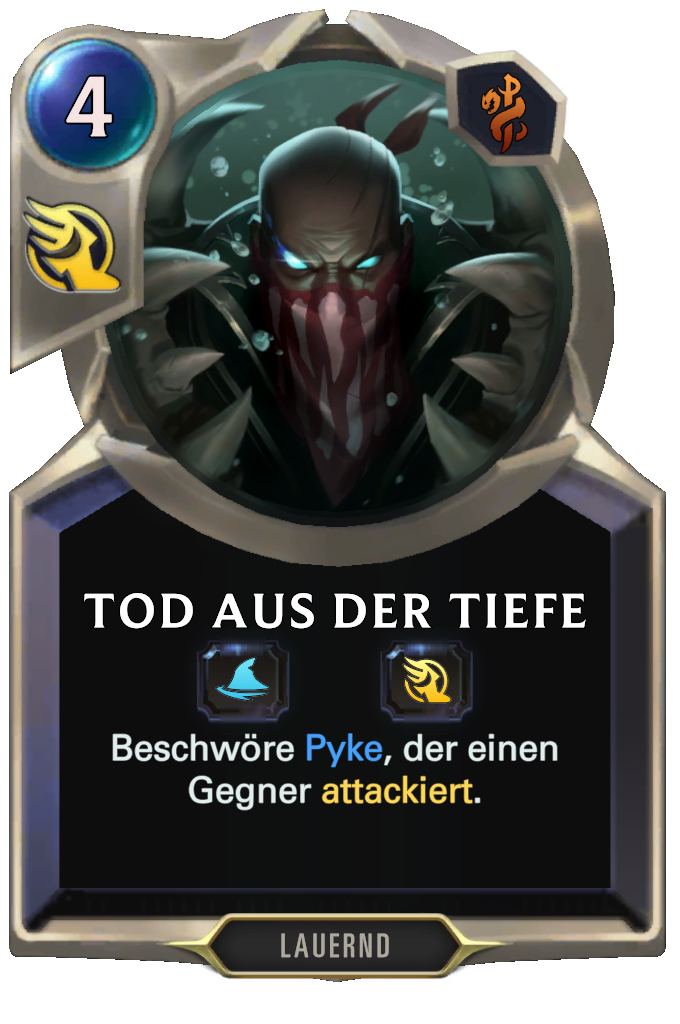 4
TOD AUS DER TIEFE
Beschwöre Pyke, der einen
Gegner attackiert.
LAUERND